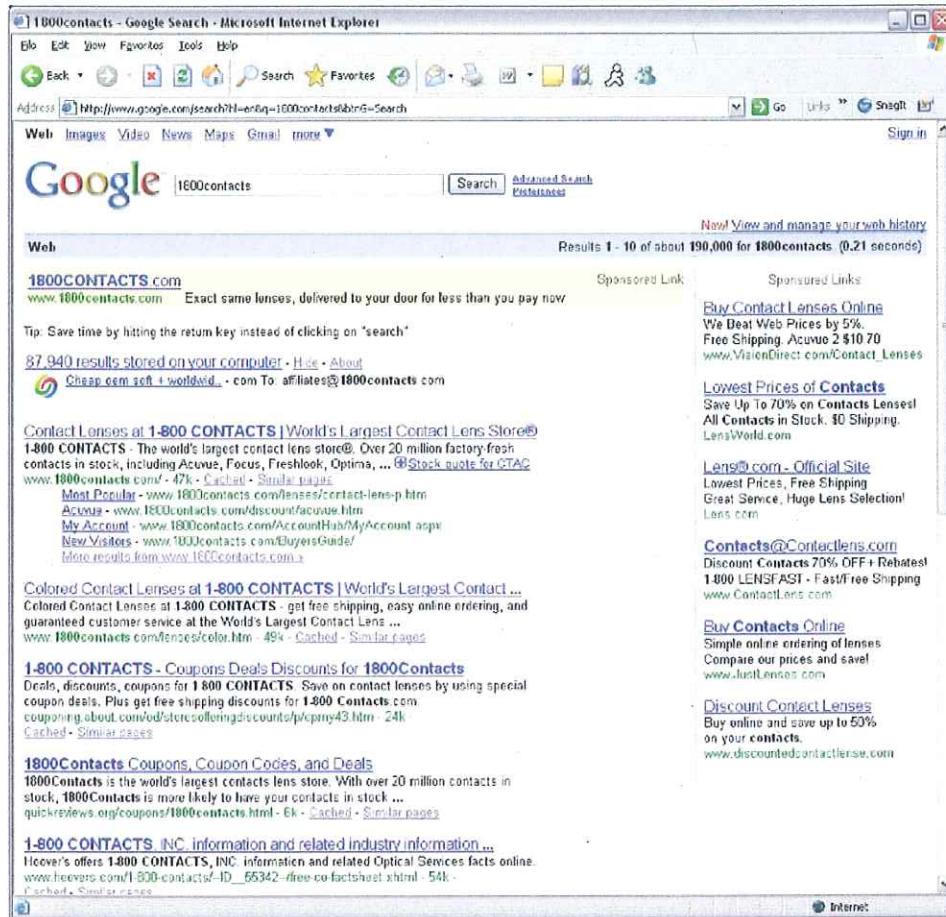 1800contacts - Google Search - Microsoft Internet Explorer
File Edit View Favorites Tools Help
Back Search Favorites
Address http://www.google.com/search?hl=en&q=1800contacts&btnG=Search Go Links » SnagIt
Web Images Video News Maps Gmail more ▼ Sign in
Google 1800contacts Search Advanced Search
Preferences
New! View and manage your web history
Web Results 1 - 10 of about 190,000 for 1800contacts. (0.21 seconds)
1800CONTACTS.com Sponsored Link
www.1800contacts.com Exact same lenses, delivered to your door for less than you pay now
Tip: Save time by hitting the return key instead of clicking on "search"
87,940 results stored on your computer - Hide - About
Cheap oem soft + worldwid.. - com To: affiliates@1800contacts.com
Contact Lenses at 1-800 CONTACTS | World's Largest Contact Lens Store®
1-800 CONTACTS - The world's largest contact lens store®. Over 20 million factory-fresh
contacts in stock, including Acuvue, Focus, Freshlook, Optima, ... Stock quote for CTAC
www.1800contacts.com/ - 47k - Cached - Similar pages
Most Popular - www.1800contacts.com/lenses/contact-lens-p.htm
Acuvue - www.1800contacts.com/discount/acuvue.htm
My Account - www.1800contacts.com/AccountHub/MyAccount.aspx
New Visitors - www.1800contacts.com/BuyersGuide/
More results from www.1800contacts.com »
Colored Contact Lenses at 1-800 CONTACTS | World's Largest Contact ...
Colored Contact Lenses at 1-800 CONTACTS - get free shipping, easy online ordering, and
guaranteed customer service at the World's Largest Contact Lens ...
www.1800contacts.com/lenses/color.htm - 49k - Cached - Similar pages
1-800 CONTACTS - Coupons Deals Discounts for 1800Contacts
Deals, discounts, coupons for 1 800 CONTACTS. Save on contact lenses by using special
coupon deals. Plus get free shipping discounts for 1-800 Contacts.com
couponing.about.com/od/storesofferingdiscounts/p/cpmy43.htm - 24k -
Cached - Similar pages
1800Contacts Coupons, Coupon Codes, and Deals
1800Contacts is the world's largest contacts lens store. With over 20 million contacts in
stock, 1800Contacts is more likely to have your contacts in stock ...
quickreviews.org/coupons/1800contacts.html - 6k - Cached - Similar pages
1-800 CONTACTS, INC. information and related industry information ...
Hoover's offers 1-800 CONTACTS, INC. information and related Optical Services facts online.
www.hoovers.com/1-800-contacts/--ID__55342--/free-co-factsheet.xhtml - 54k -
Cached - Similar pages
Sponsored Links
Buy Contact Lenses Online
We Beat Web Prices by 5%.
Free Shipping. Acuvue 2 $10.70
www.VisionDirect.com/Contact_Lenses
Lowest Prices of Contacts
Save Up To 70% on Contacts Lenses!
All Contacts in Stock. $0 Shipping.
LensWorld.com
Lens® com - Official Site
Lowest Prices, Free Shipping
Great Service, Huge Lens Selection!
Lens.com
Contacts@Contactlens.com
Discount Contacts 70% OFF+ Rebates!
1-800 LENSFAST - Fast/Free Shipping
www.ContactLens.com
Buy Contacts Online
Simple online ordering of lenses
Compare our prices and save!
www.JustLenses.com
Discount Contact Lenses
Buy online and save up to 50%
on your contacts.
www.discountedcontactlense.com
Internet